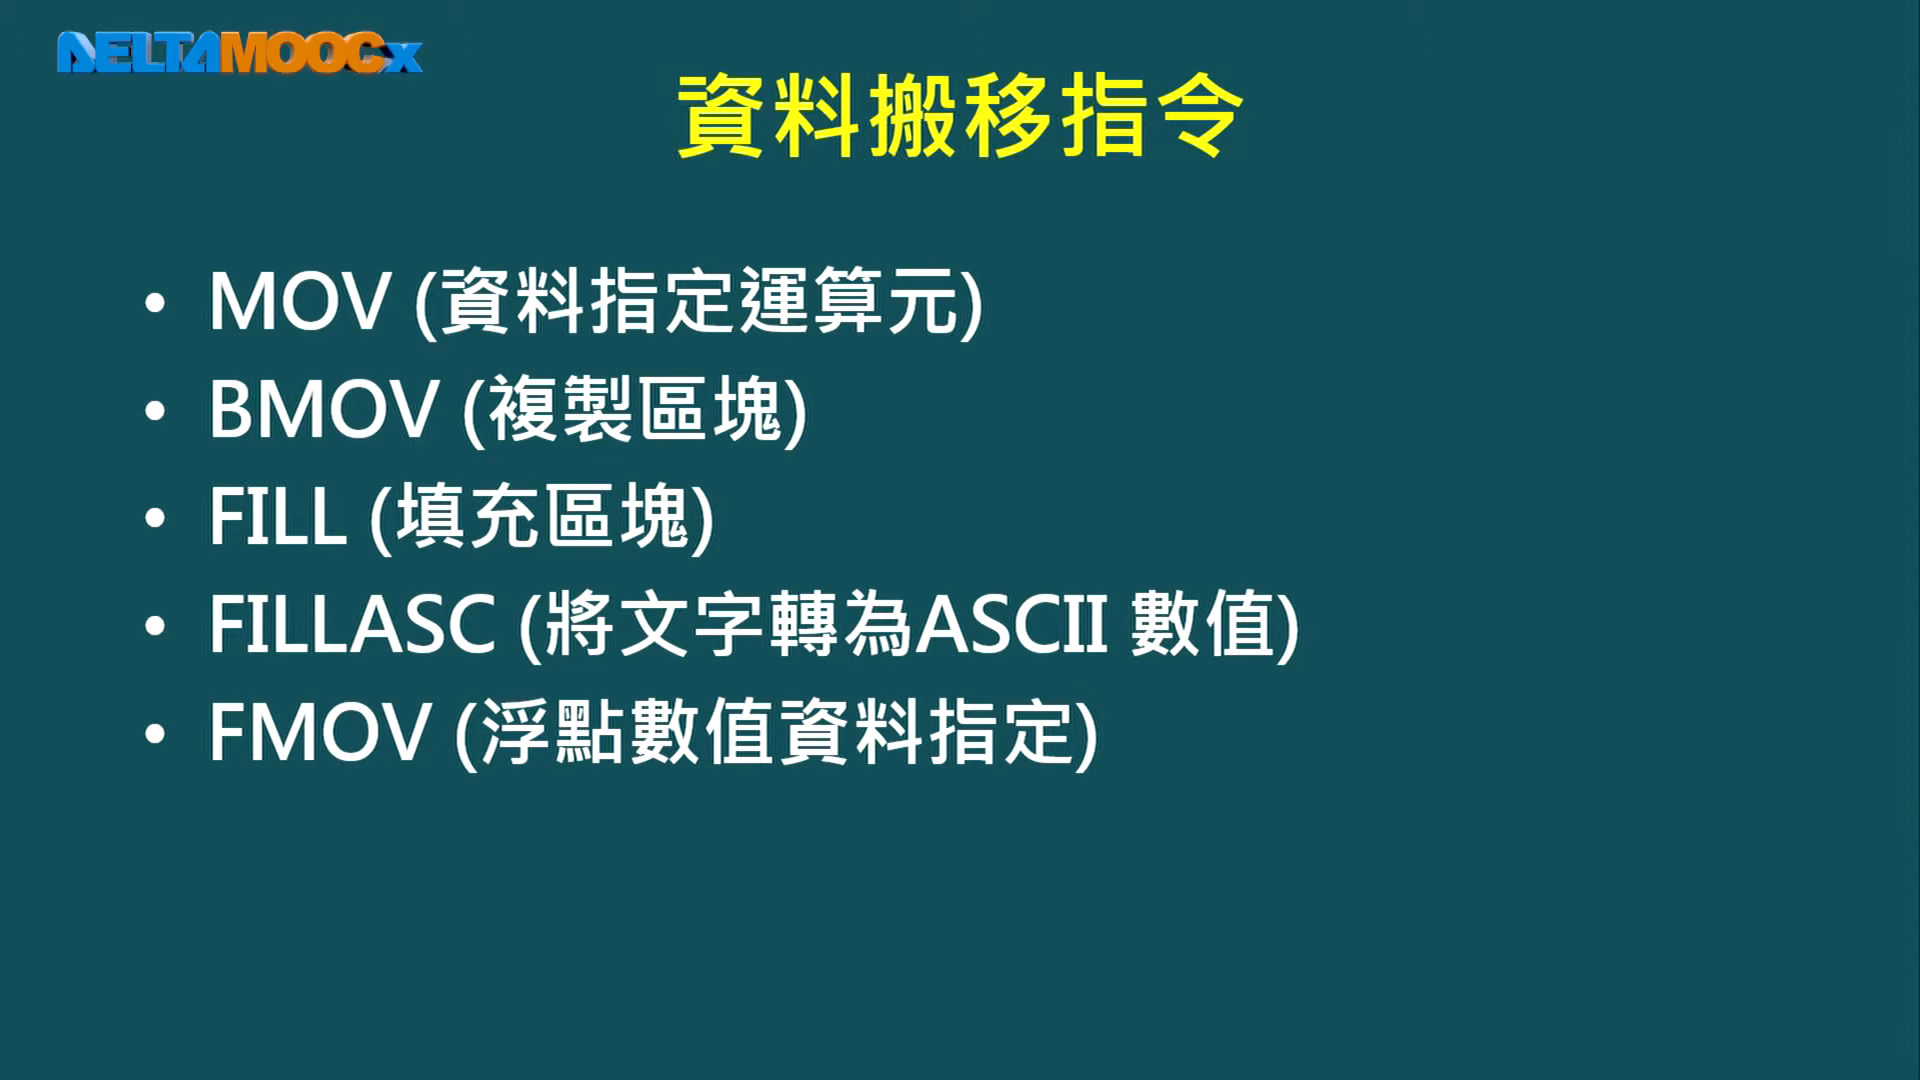 DELTAMOOCx
資料搬移指令
• MOV (資料指定運算元)
• BMOV (複製區塊)
• FILL (填充區塊)
• FILLASC (將文字轉為ASCII 數值)
• FMOV (浮點數值資料指定)